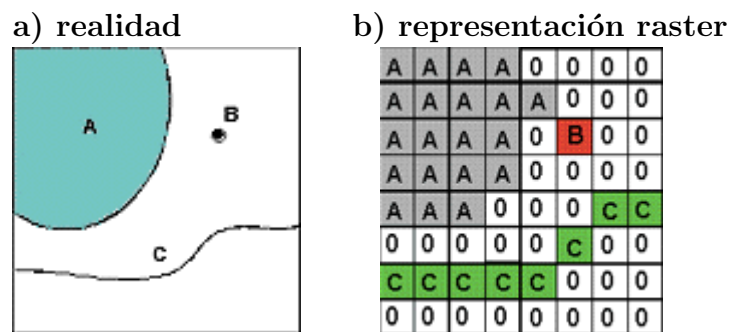 a) realidad
b) representación raster
A
B
C
A A A A 0 0 0 0
A A A A A 0 0 0
A A A A 0 B 0 0
A A A A 0 0 0 0
A A A 0 0 0 C C
0 0 0 0 0 C 0 0
C C C C C 0 0 0
0 0 0 0 0 0 0 0